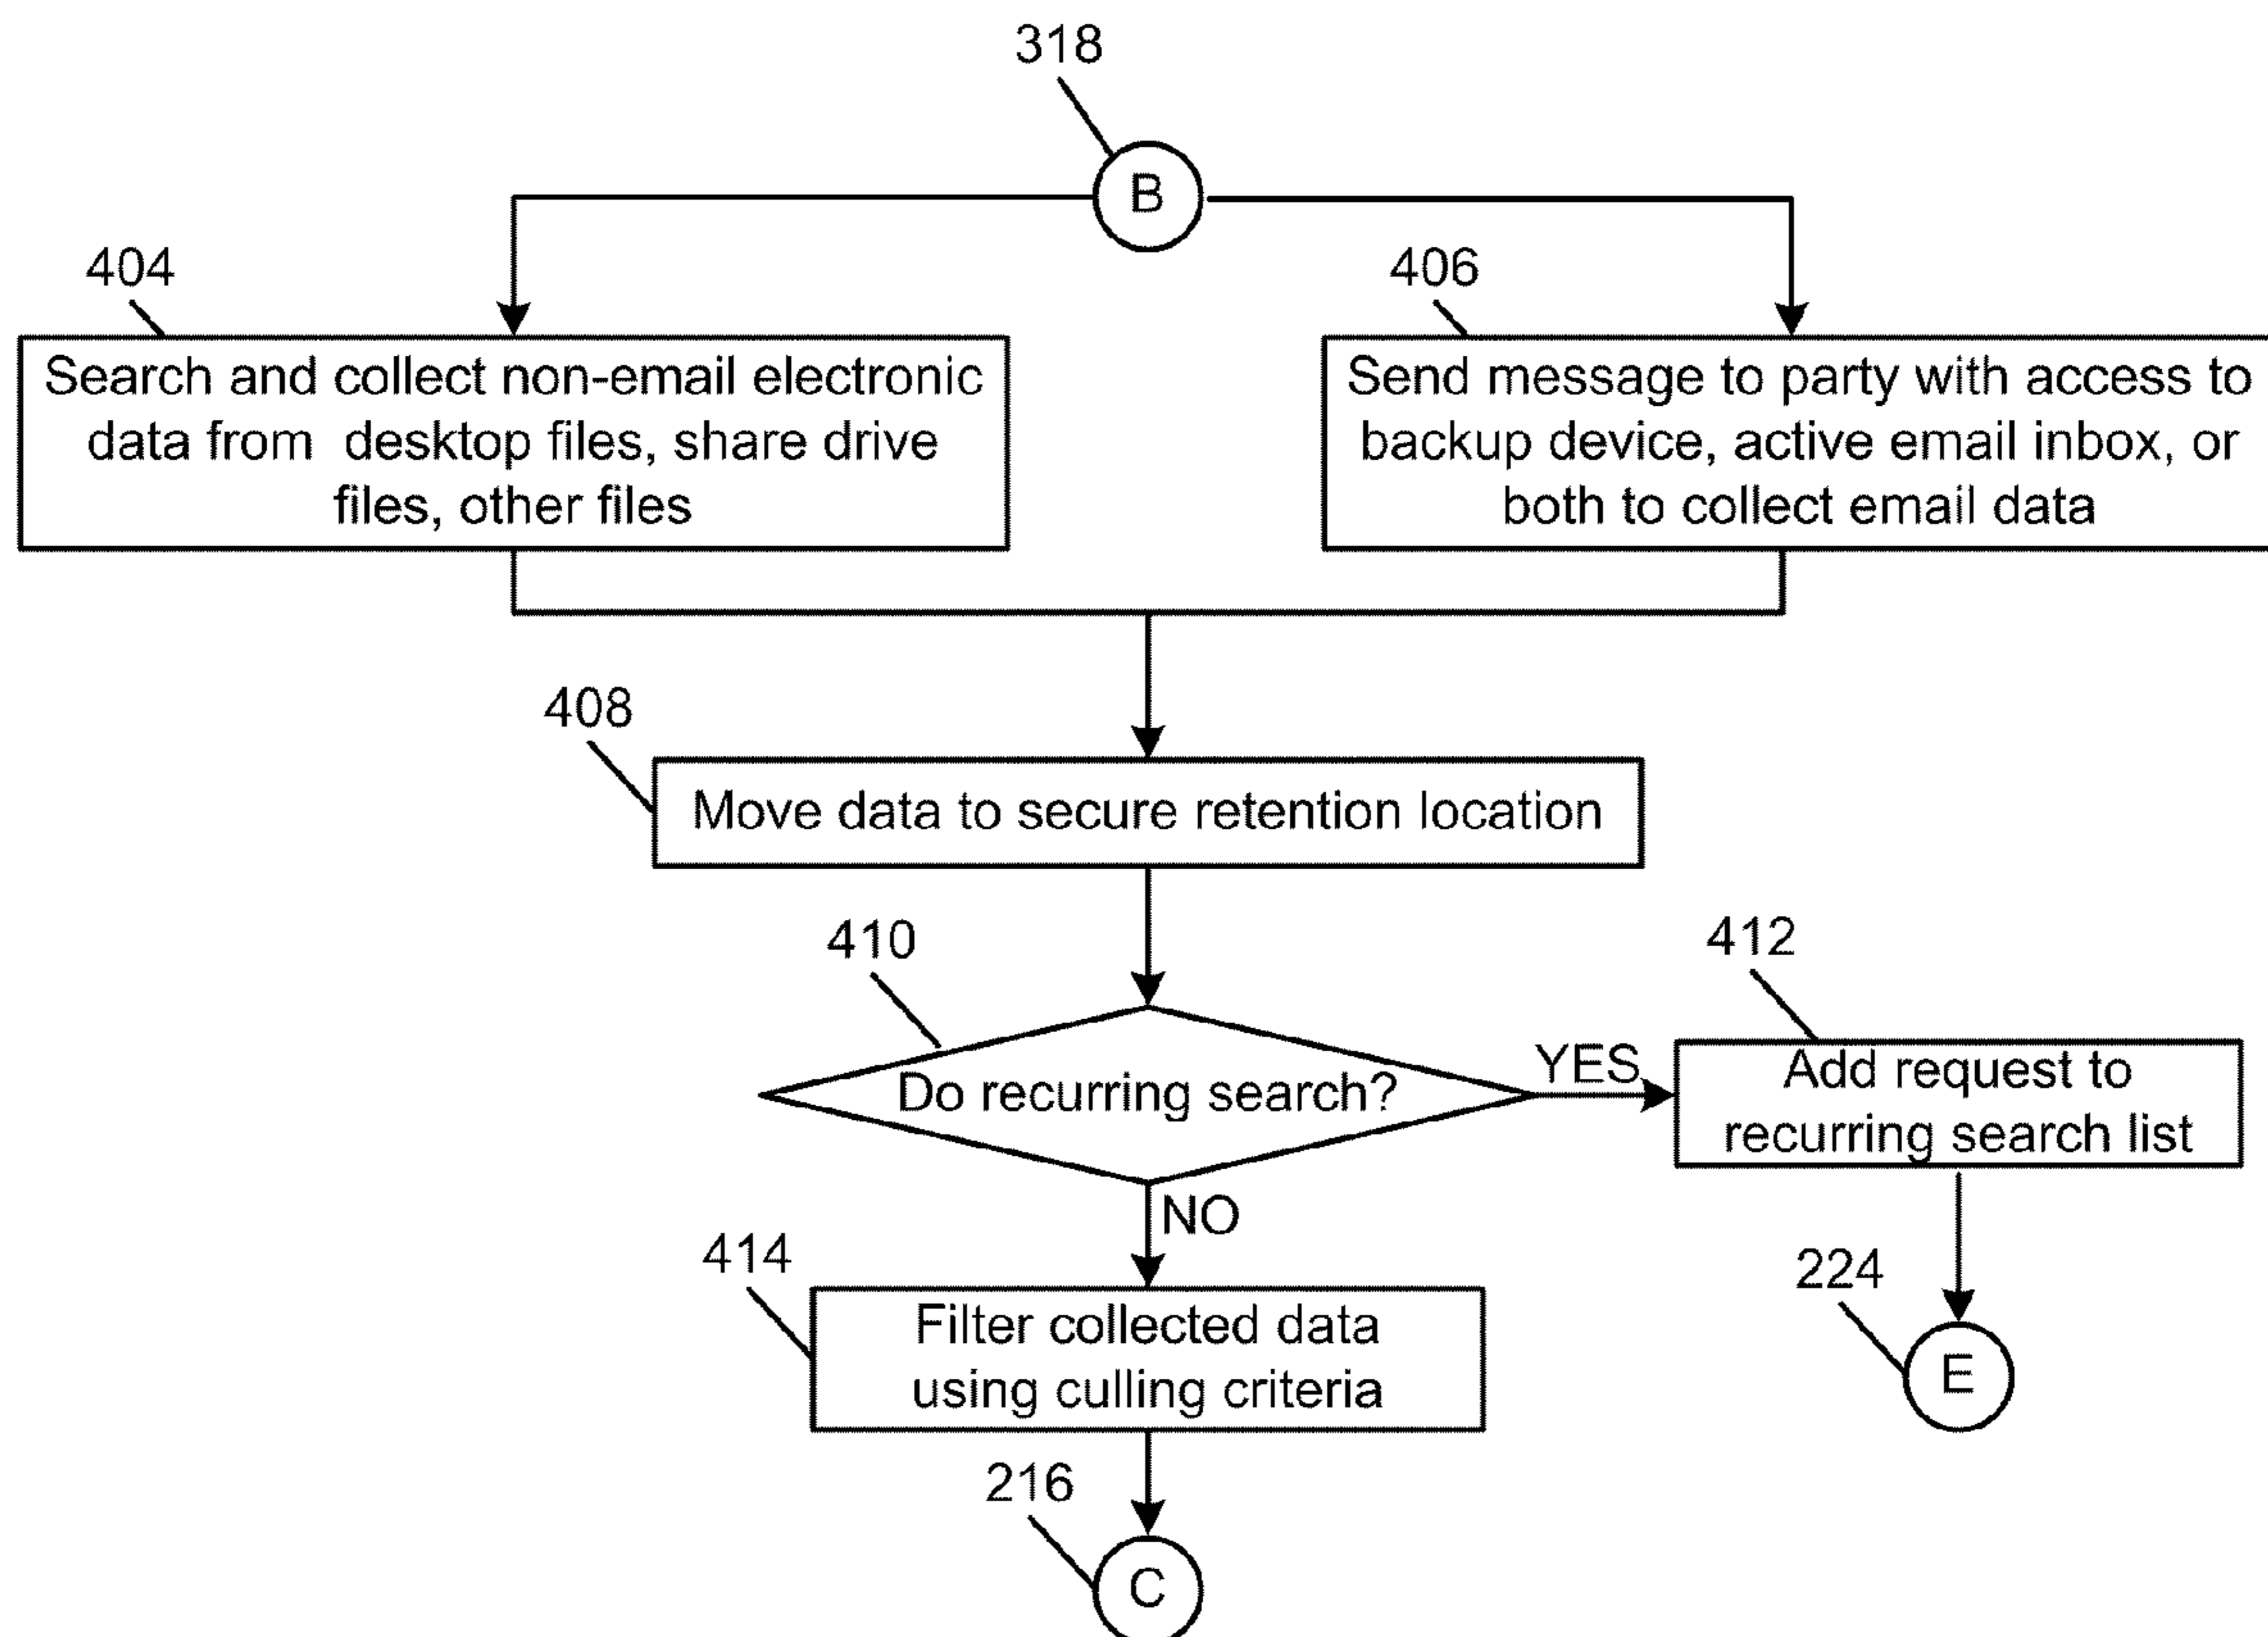 318
B
404
406
Search and collect non-email electronic
data from desktop files, share drive
files, other files
Send message to party with access to
backup device, active email inbox, or
both to collect email data
408
Move data to secure retention location
410
412
Do recurring search?
YES
Add request to
recurring search list
NO
414
224
Filter collected data
using culling criteria
E
216
C